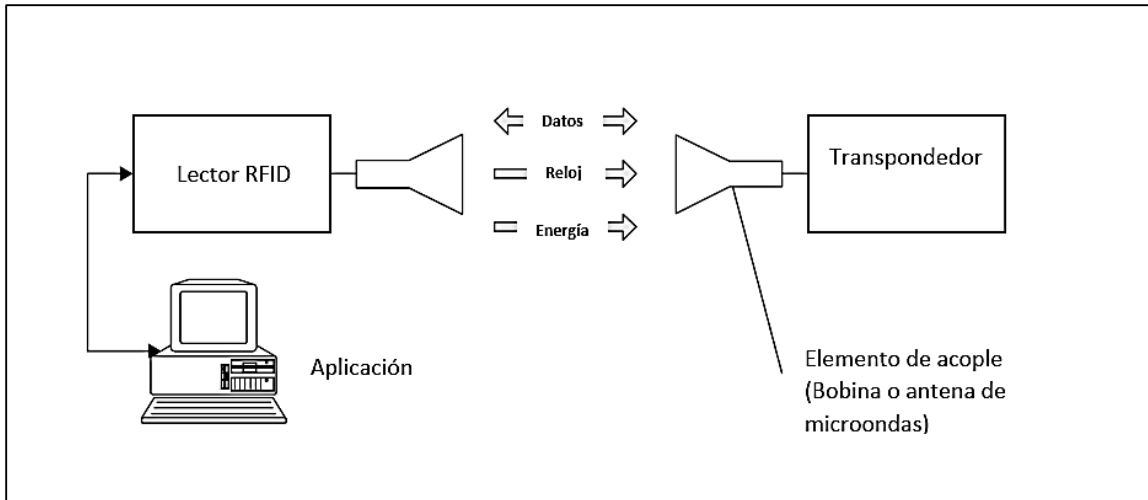 Lector RFID
Datos
Reloj
Energía
Transpondedor
Aplicación
Elemento de acople
(Bobina o antena de
microondas)